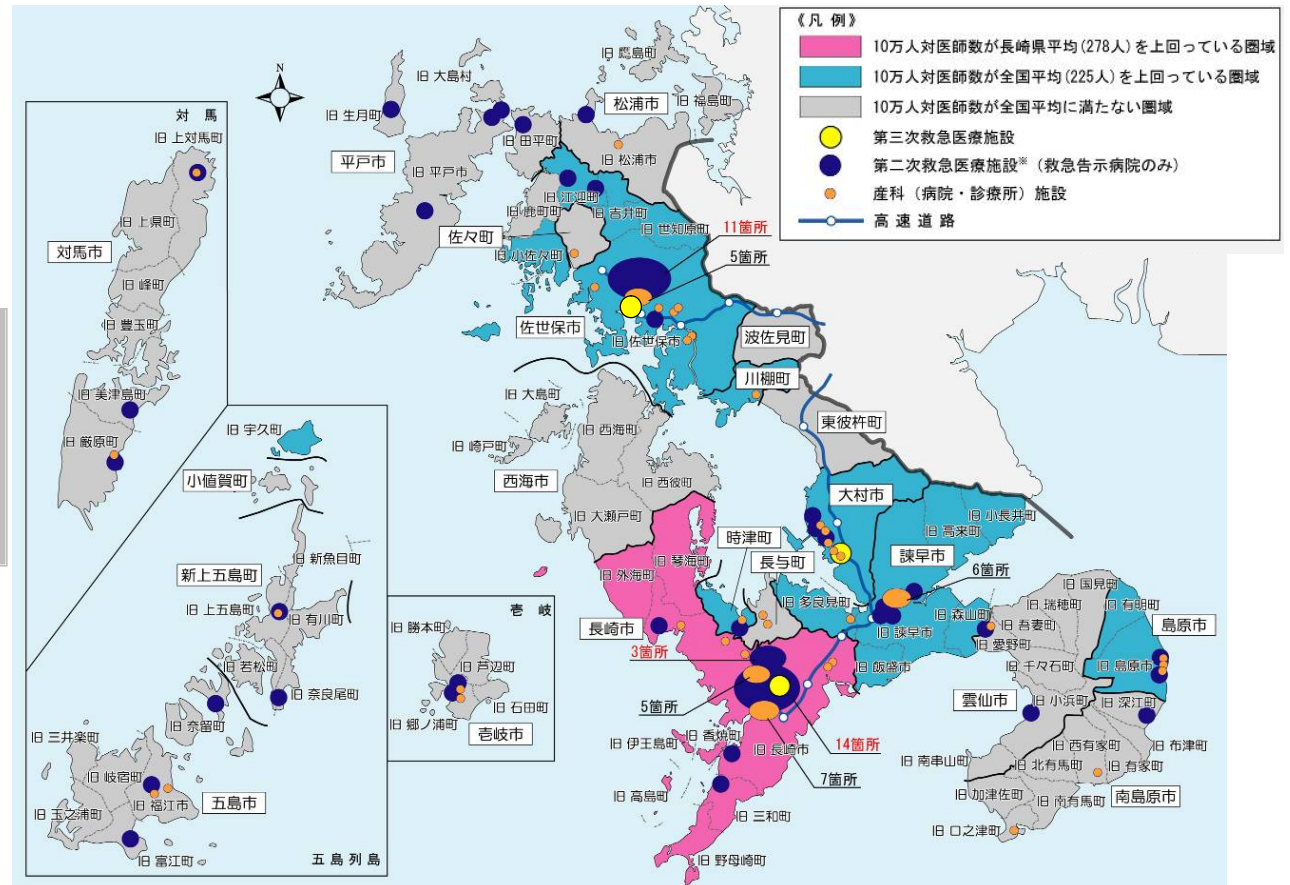 《凡 例》
10万人対医師数が長崎県平均(278人)を上回っている圏域
10万人対医師数が全国平均(225人)を上回っている圏域
10万人対医師数が全国平均に満たない圏域
第三次救急医療施設
第二次救急医療施設※(救急告示病院のみ)
産科(病院・診療所)施設
高速道路
N
対 馬
旧 上対馬町
旧 上県町
対馬市
旧 峰町
旧 豊玉町
旧 美津島町
旧 厳原町
旧 宇久町
小値賀町
旧 新魚目町
新上五島町
旧 上五島町
旧 有川町
旧 若松町
旧 奈良尾町
旧 奈留町
旧 三井楽町
旧 岐宿町
旧 福江市
五島市
旧 玉之浦町
旧 富江町
五島列島
壱 岐
旧 勝本町
旧 芦辺町
旧 石田町
旧 郷ノ浦町
壱岐市
旧 鷹島町
旧 大島村
松浦市
旧 福島町
旧 生月町
旧 田平町
旧 松浦市
平戸市
旧 平戸市
旧 江迎町
旧 鹿町町
旧 吉井町
旧 世知原町
佐々町
旧 小佐々町
11箇所
5箇所
佐世保市
旧 佐世保市
波佐見町
川棚町
東彼杵町
旧 大島町
旧 西海町
旧 崎戸町
西海市
旧 西彼町
旧 大瀬戸町
大村市
旧 小長井町
旧 高来町
時津町
長与町
諫早市
6箇所
旧 琴海町
旧 外海町
旧 多良見町
旧 森山町
旧 諫早市
旧 飯盛町
長崎市
3箇所
5箇所
14箇所
7箇所
旧 香焼町
旧 伊王島町
旧 長崎市
旧 高島町
旧 三和町
旧 野母崎町
旧 国見町
旧 瑞穂町
旧 有明町
旧 吾妻町
島原市
旧 愛野町
旧 島原市
旧 千々石町
雲仙市
旧 小浜町
旧 深江町
旧 布津町
旧 西有家町
旧 南串山町
旧 北有馬町
旧 有家町
旧 加津佐町
旧 南有馬町
南島原市
旧 口之津町